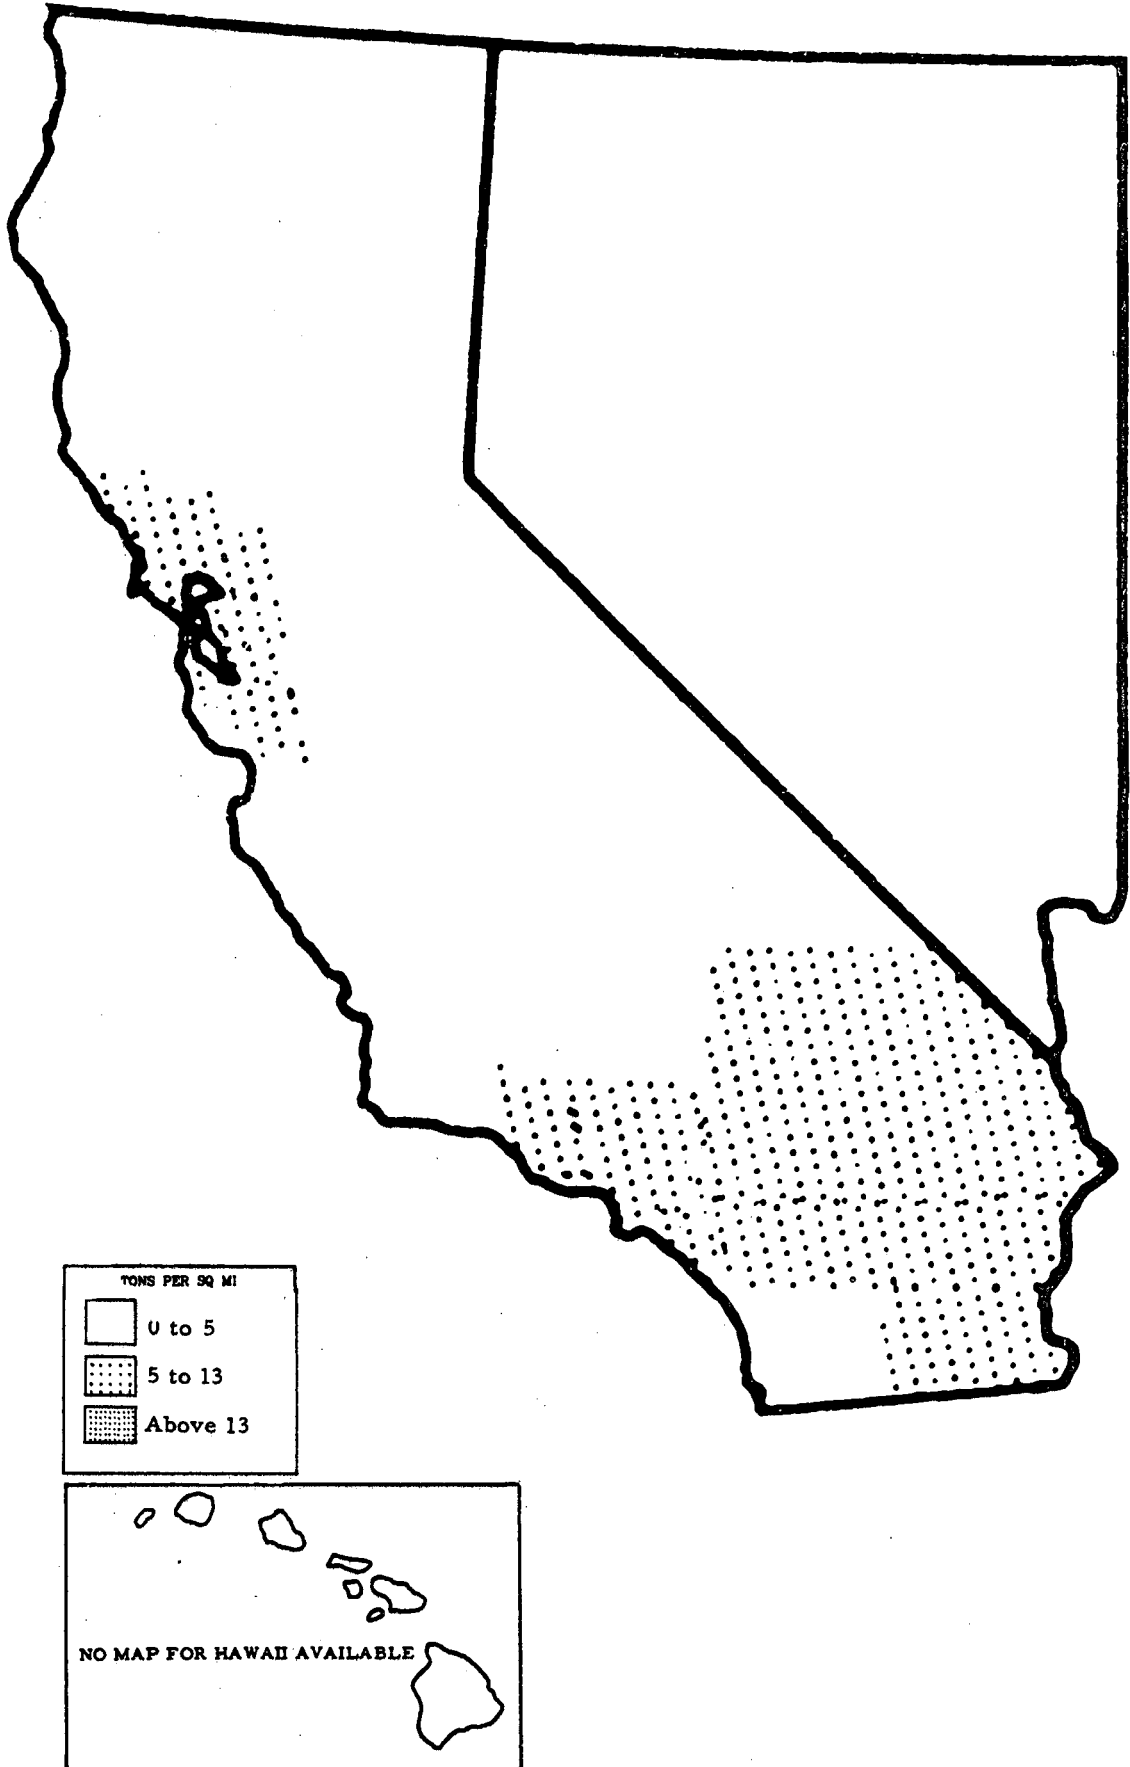 TONS PER SQ MI
0 to 5
5 to 13
Above 13
NO MAP FOR HAWAII AVAILABLE